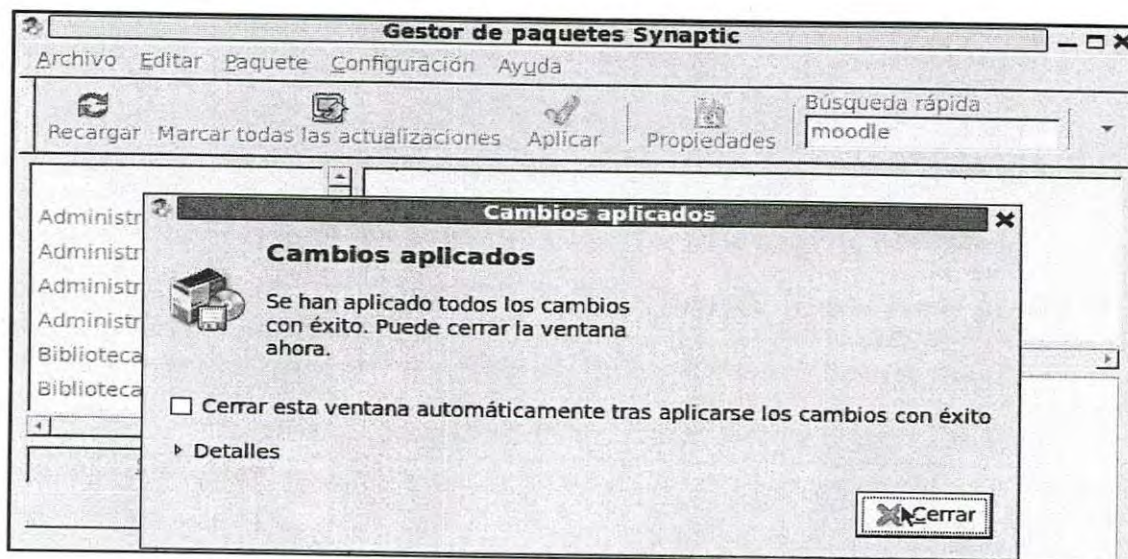 Gestor de paquetes Synaptic
Archivo Editar Paquete Configuración Ayuda
Búsqueda rápida
Recargar Marcar todas las actualizaciones Aplicar Propiedades moodle
Cambios aplicados
Administr
Cambios aplicados
Administr
Administr
Se han aplicado todos los cambios
Administr
con éxito. Puede cerrar la ventana
ahora.
Biblioteca
Biblioteca
Cerrar esta ventana automáticamente tras aplicarse los cambios con éxito
Detalles
Cerrar